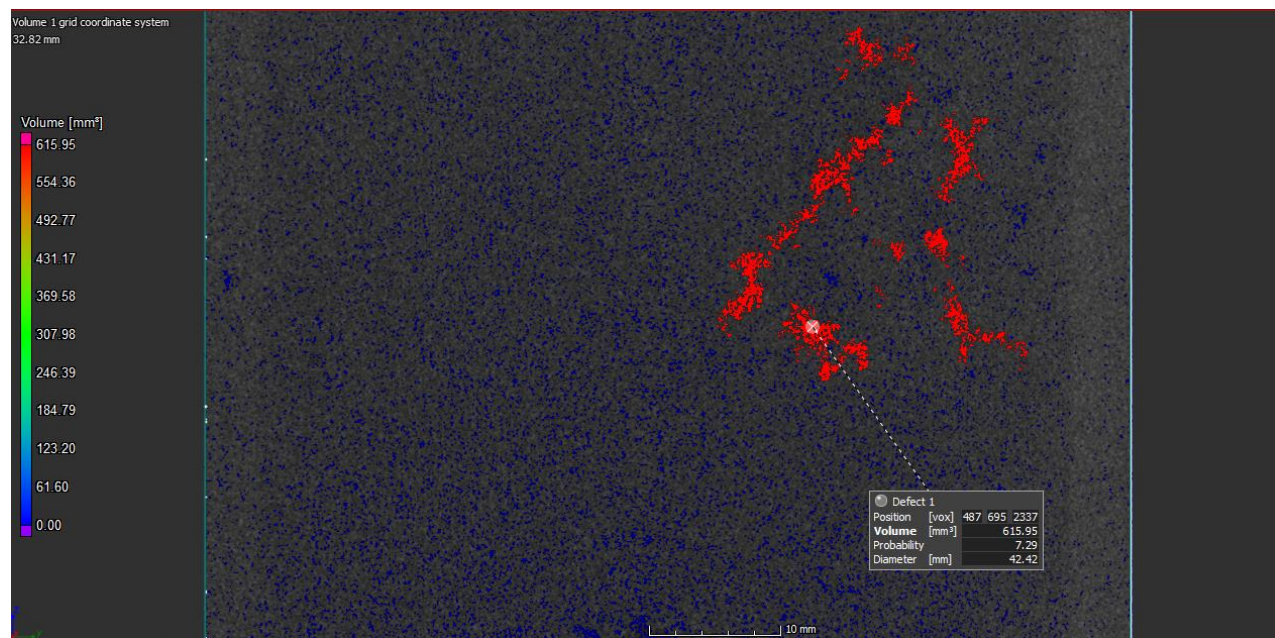 Volume 1 grid coordinate system
32.82 mm
Volume [mm³]
615.95
554.36
492.77
431.17
369.58
307.98
246.39
184.79
123.20
61.60
0.00
Defect 1
Position [vox] 487 695 2337
Volume [mm³] 615.95
Probability 7.29
Diameter [mm] 42.42
10 mm